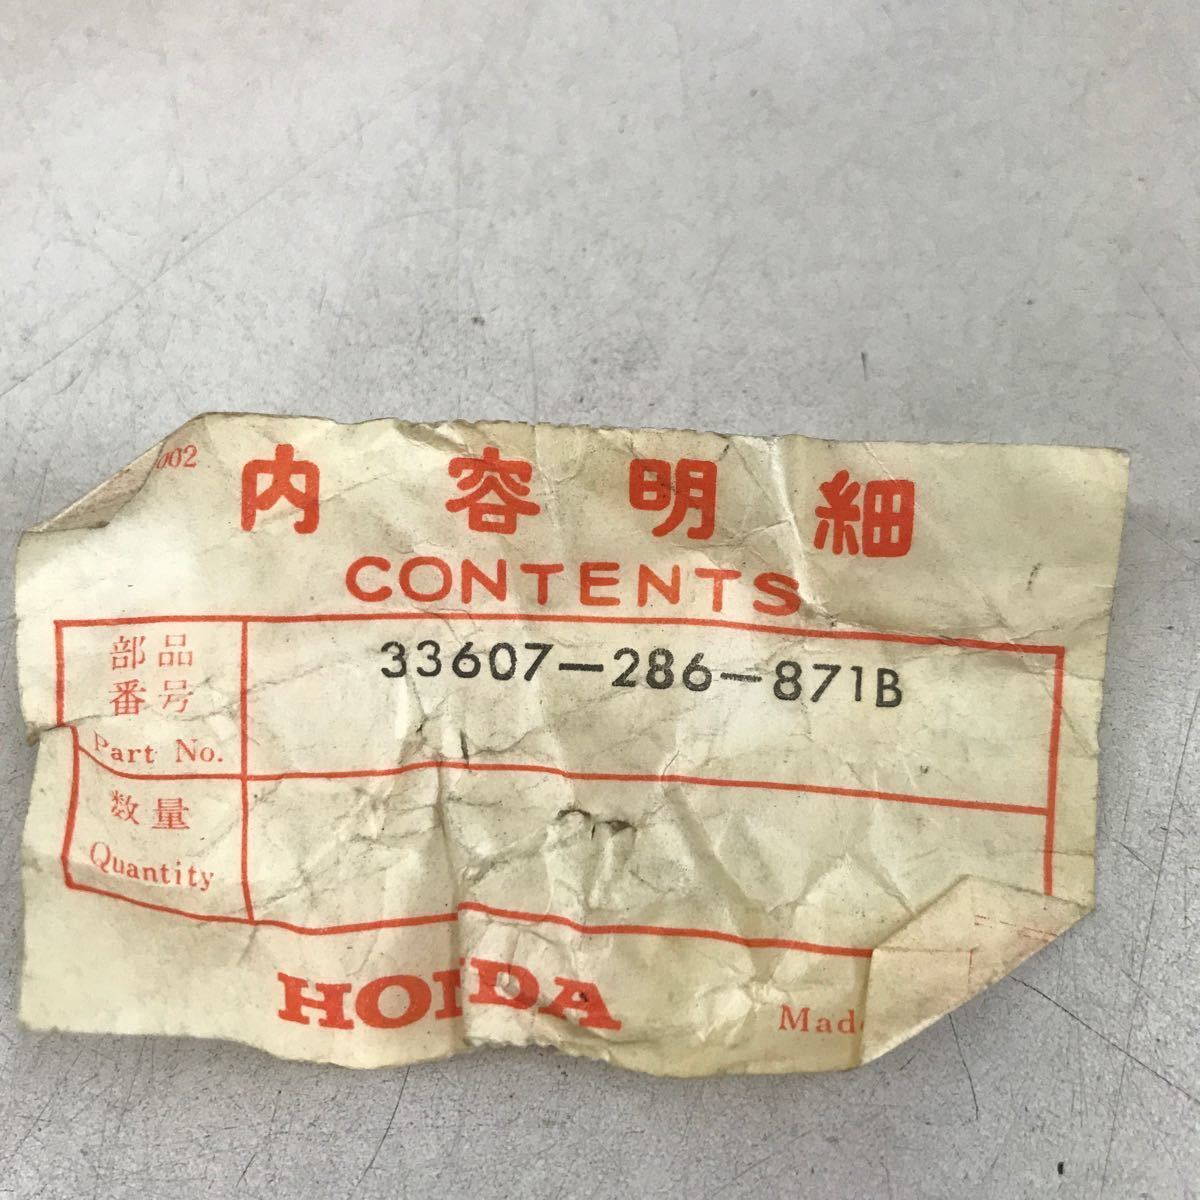 002
内容明細
CONTENTS
部品
番号
Part No.
33607-286-871B
数量
Quantity
HONDA
Made